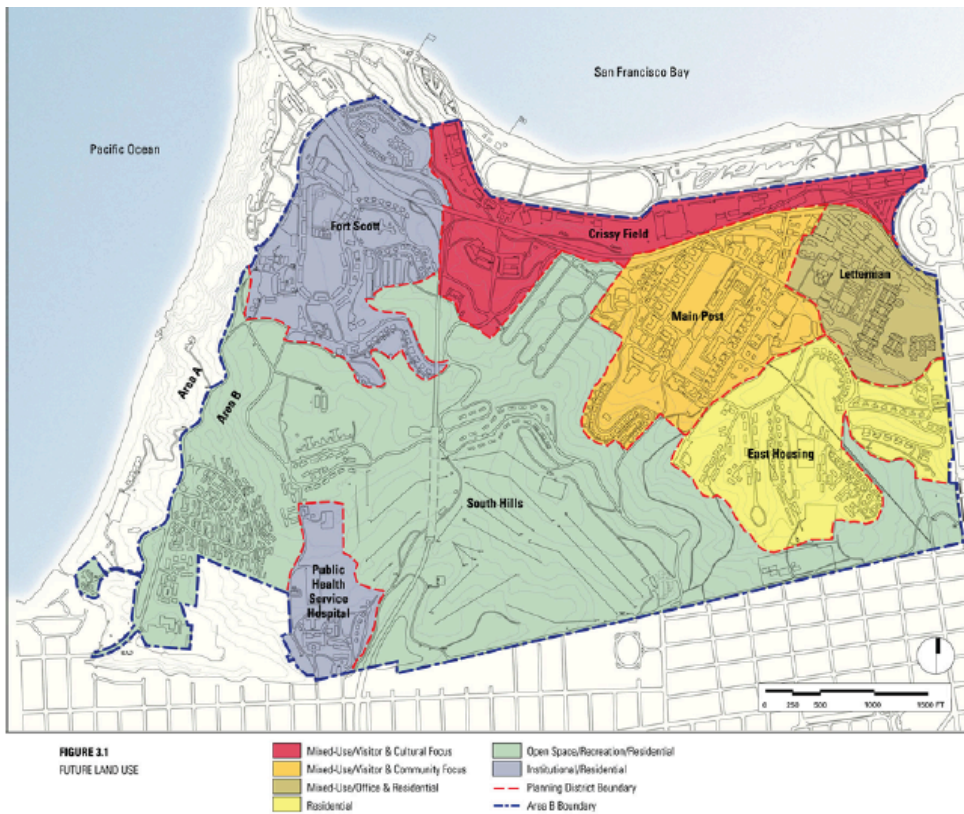 San Francisco Bay
Pacific Ocean
Fort Scott
Crissy Field
Letterman
Main Post
Area A
Area B
East Housing
South Hills
Public
Health
Service
Hospital
0 250 500 1000 1500 FT
FIGURE 3.1
FUTURE LAND USE
Mixed-Use/Visitor & Cultural Focus
Mixed-Use/Visitor & Community Focus
Mixed-Use/Office & Residential
Residential
Open Space/Recreation/Residential
Institutional/Residential
Planning District Boundary
Area B Boundary